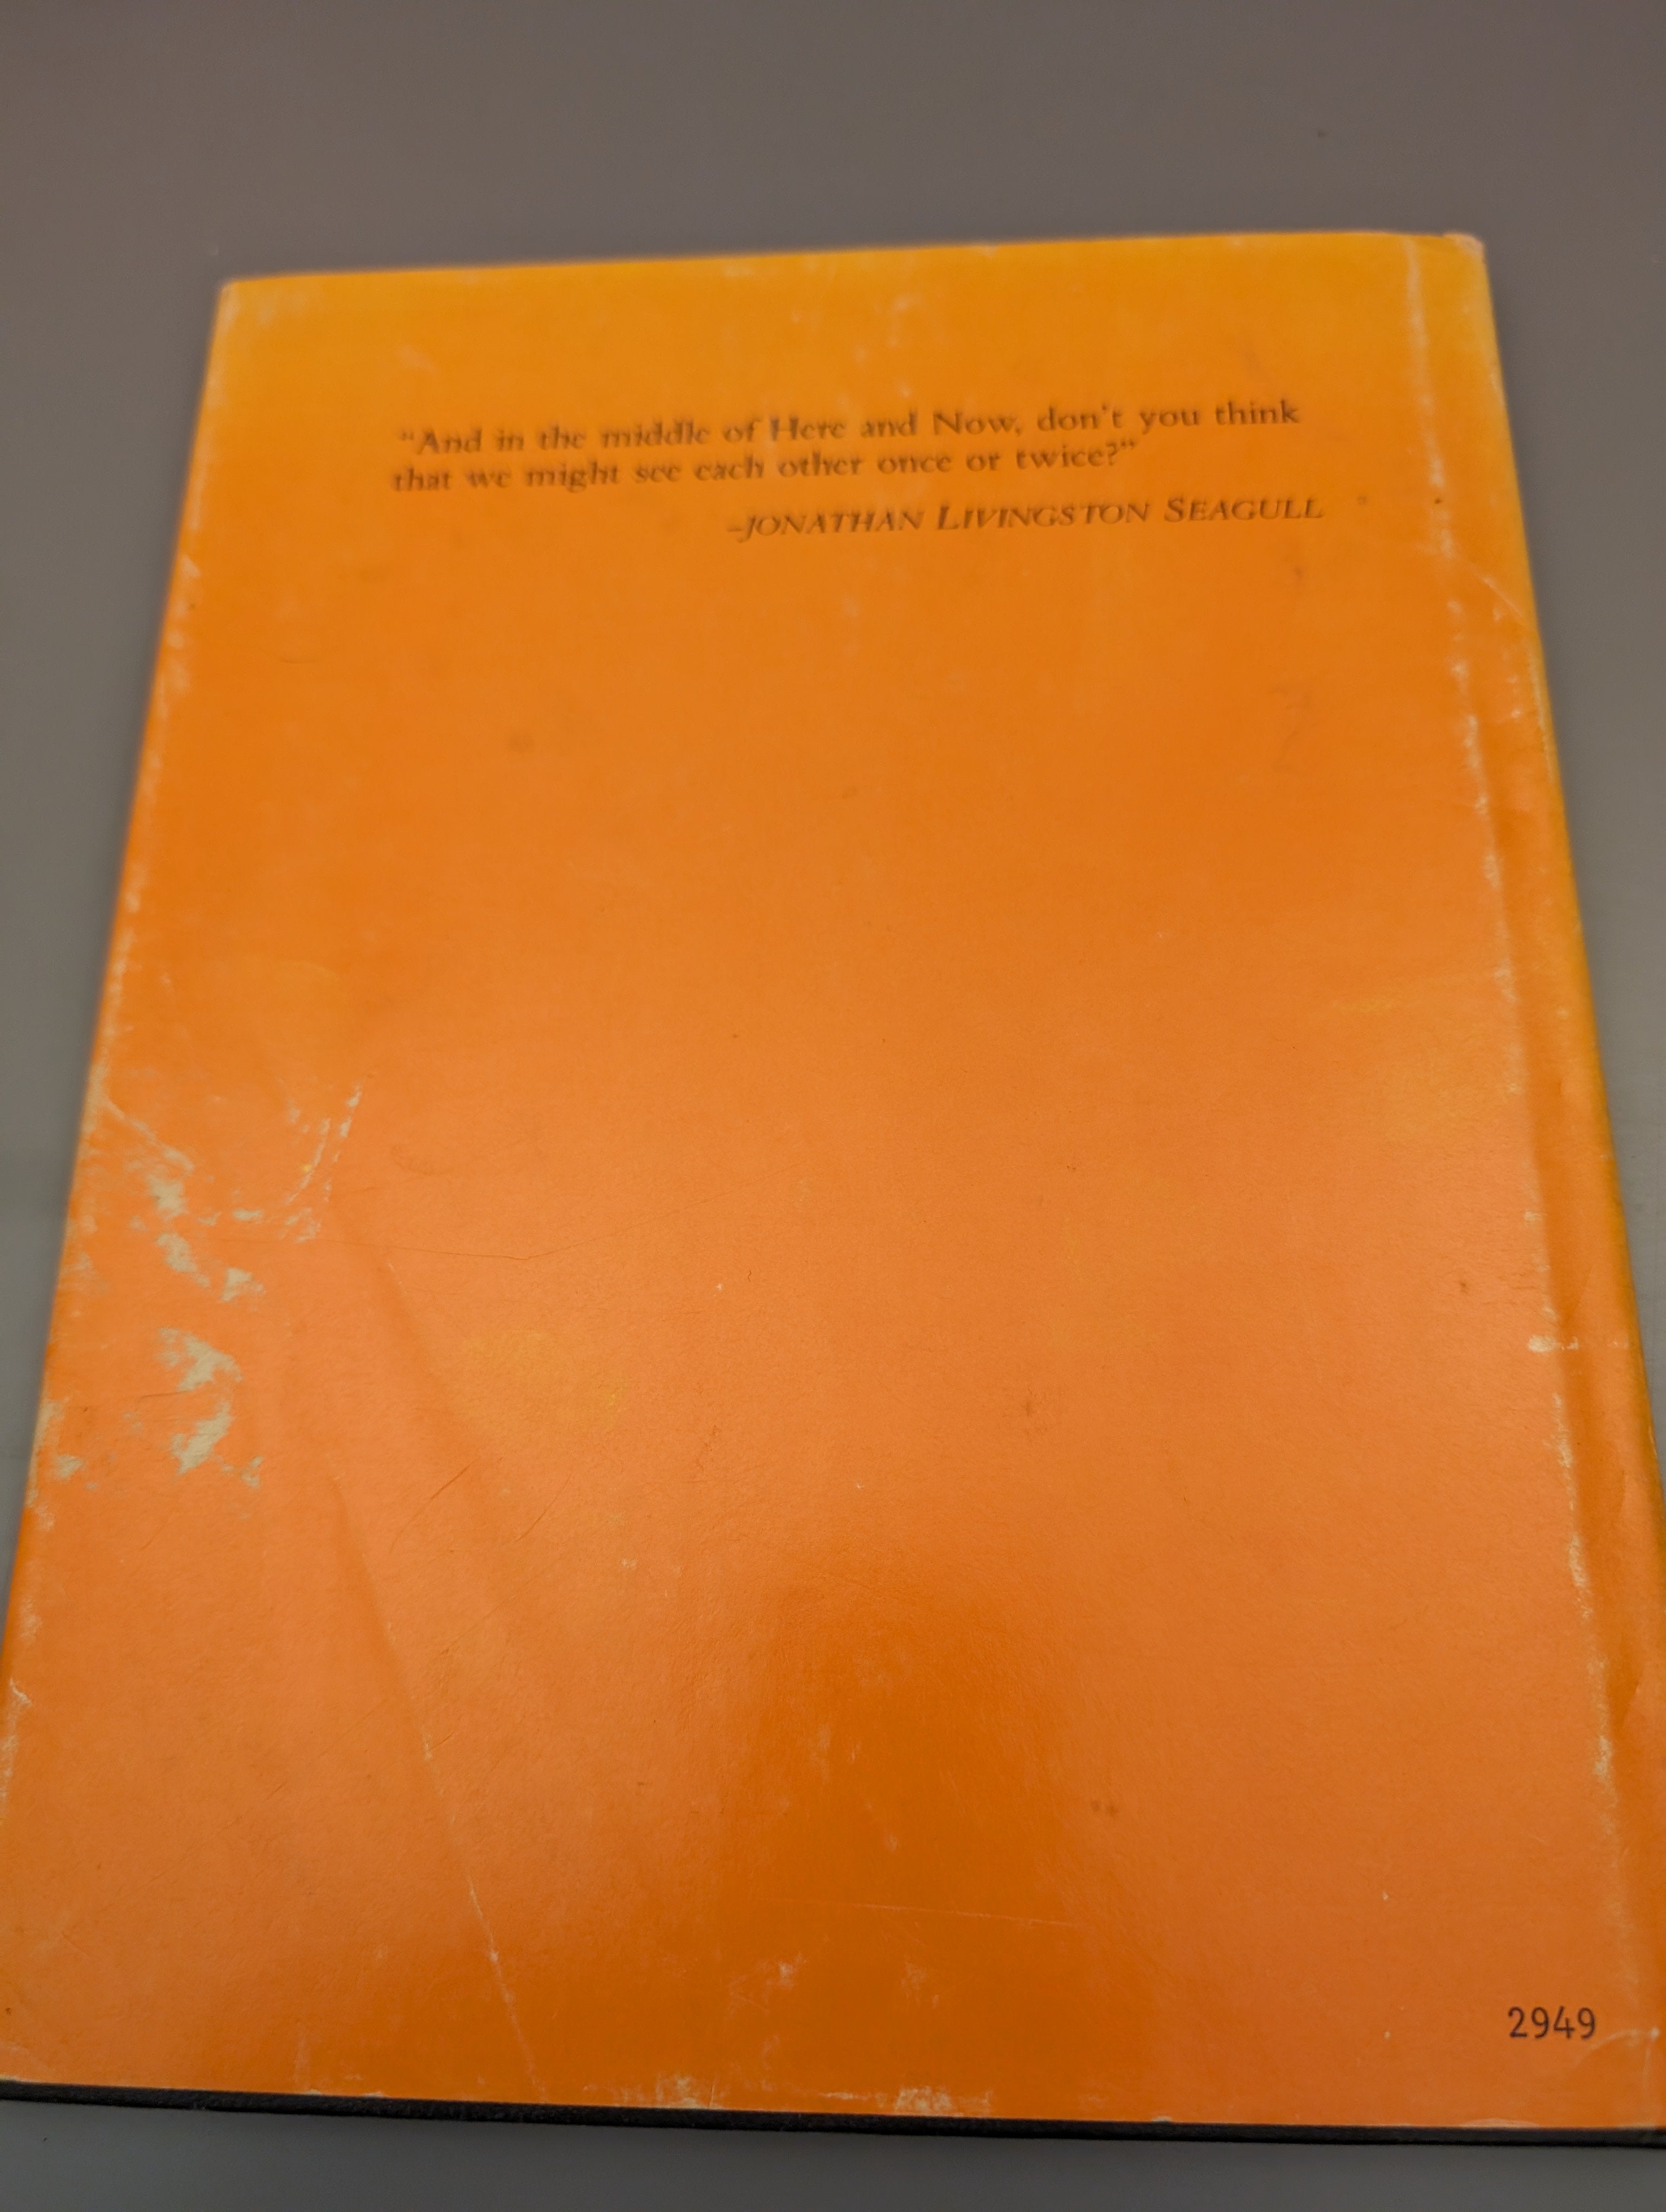 "And in the middle of Here and Now, don't you think
that we might see each other once or twice?"
–JONATHAN LIVINGSTON SEAGULL
2949